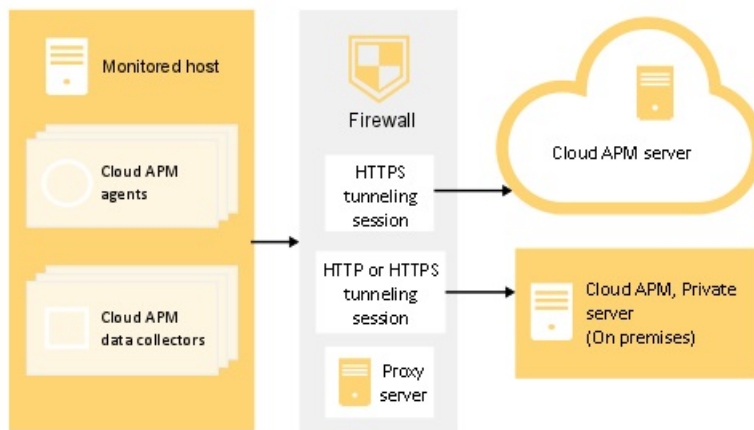 Monitored host
Cloud APM
agents
Cloud APM
data collectors
Firewall
HTTPS
tunneling
session
HTTP or HTTPS
tunneling
session
Proxy
server
Cloud APM server
Cloud APM, Private
server
(On premises)